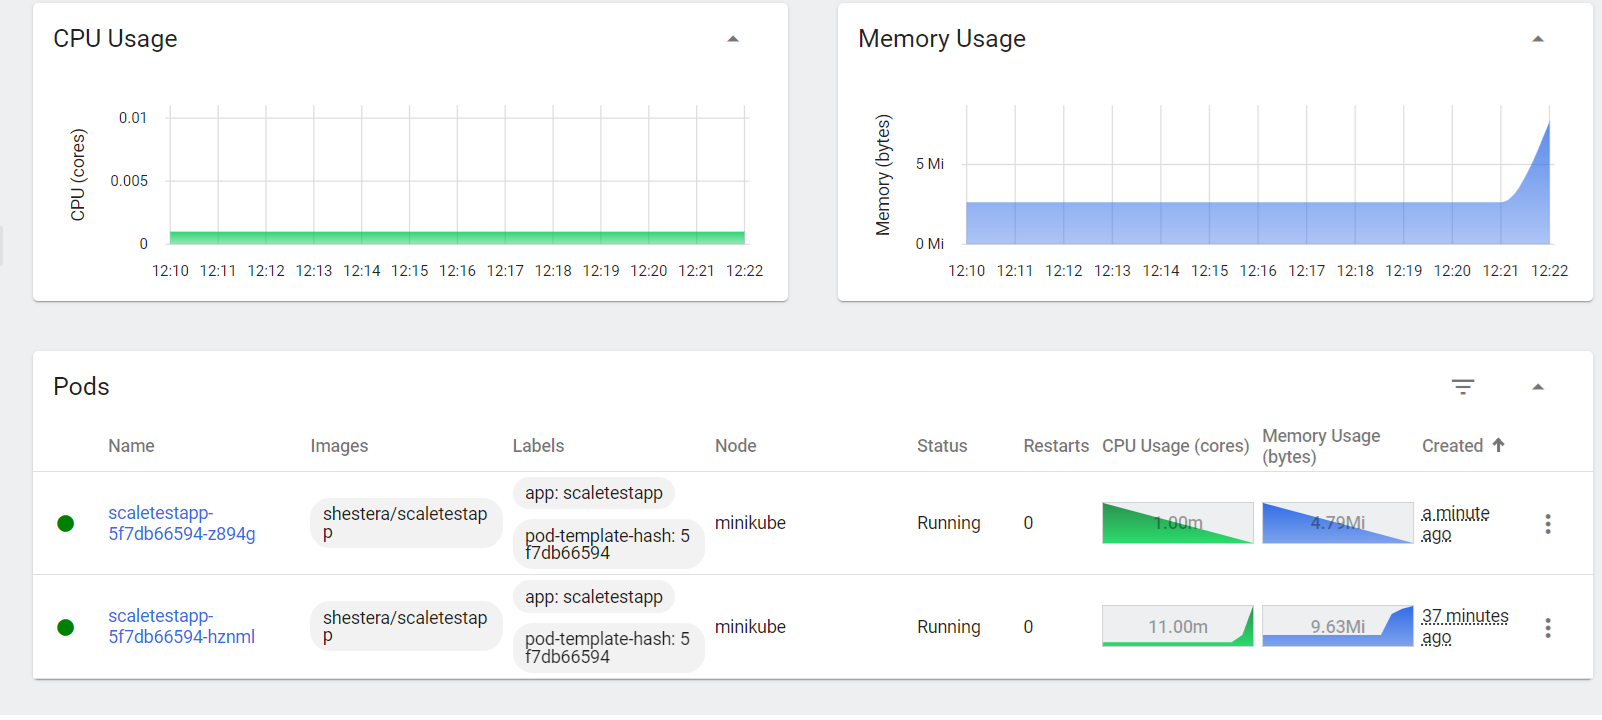 CPU Usage
CPU (cores)
0.01
0.005
0
12:10 12:11 12:12 12:13 12:14 12:15 12:16 12:17 12:18 12:19 12:20 12:21 12:22
Memory Usage
Memory (bytes)
5 Mi
0 Mi
12:10 12:11 12:12 12:13 12:14 12:15 12:16 12:17 12:18 12:19 12:20 12:21 12:22
Pods
Name
Images
Labels
Node
Status
Restarts
CPU Usage (cores)
Memory Usage
(bytes)
Created
scaletestapp-
5f7db66594-z894g
shestera/scaletestap
p
app: scaletestapp
pod-template-hash: 5
f7db66594
minikube
Running
0
1.00m
4.79Mi
a minute
ago
scaletestapp-
5f7db66594-hznml
shestera/scaletestap
p
app: scaletestapp
pod-template-hash: 5
f7db66594
minikube
Running
0
11.00m
9.63Mi
37 minutes
ago